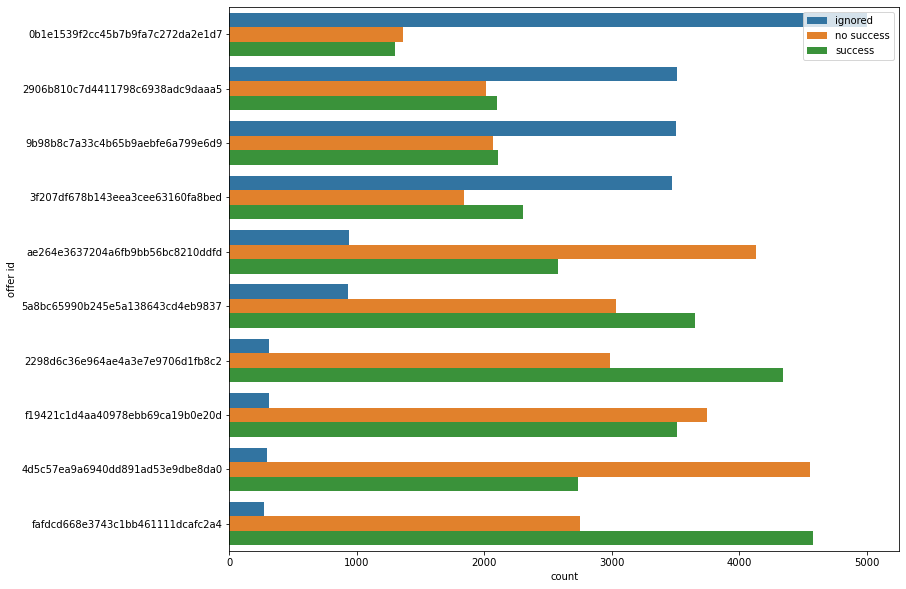 0b1e1539f2cc45b7b9fa7c272da2e1d7
2906b810c7d4411798c6938adc9daaa5
9b98b8c7a33c4b65b9aebfe6a799e6d9
3f207df678b143eea3cee63160fa8bed
ae264e3637204a6fb9bb56bc8210ddfd
5a8bc65990b245e5a138643cd4eb9837
2298d6c36e964ae4a3e7e9706d1fb8c2
f19421c1d4aa40978ebb69ca19b0e20d
4d5c57ea9a6940dd891ad53e9dbe8da0
fafdcd668e3743c1bb461111dcafc2a4
offer id
ignored
no success
success
0 1000 2000 3000 4000 5000
count